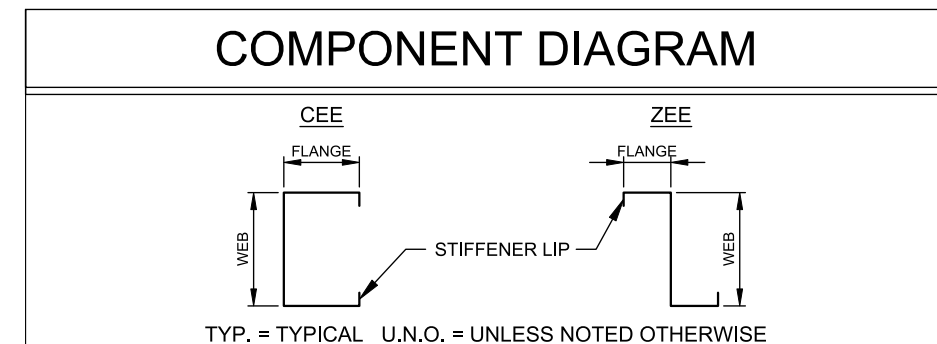 COMPONENT DIAGRAM
CEE
ZEE
FLANGE
FLANGE
WEB
WEB
STIFFENER LIP
TYP. = TYPICAL U.N.O. = UNLESS NOTED OTHERWISE